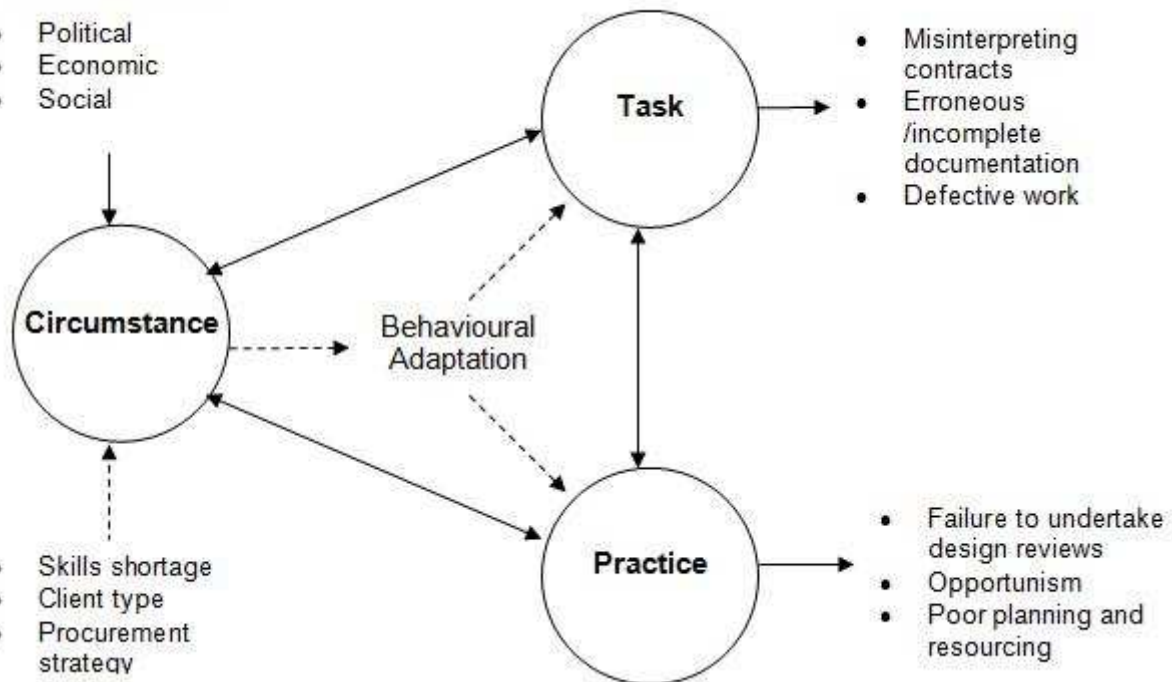 Political
Economic
Social
Circumstance
Skills shortage
Client type
Procurement
strategy
Behavioural
Adaptation
Task
Practice
• Misinterpreting
contracts
• Erroneous
/incomplete
documentation
• Defective work
• Failure to undertake
design reviews
• Opportunism
• Poor planning and
resourcing